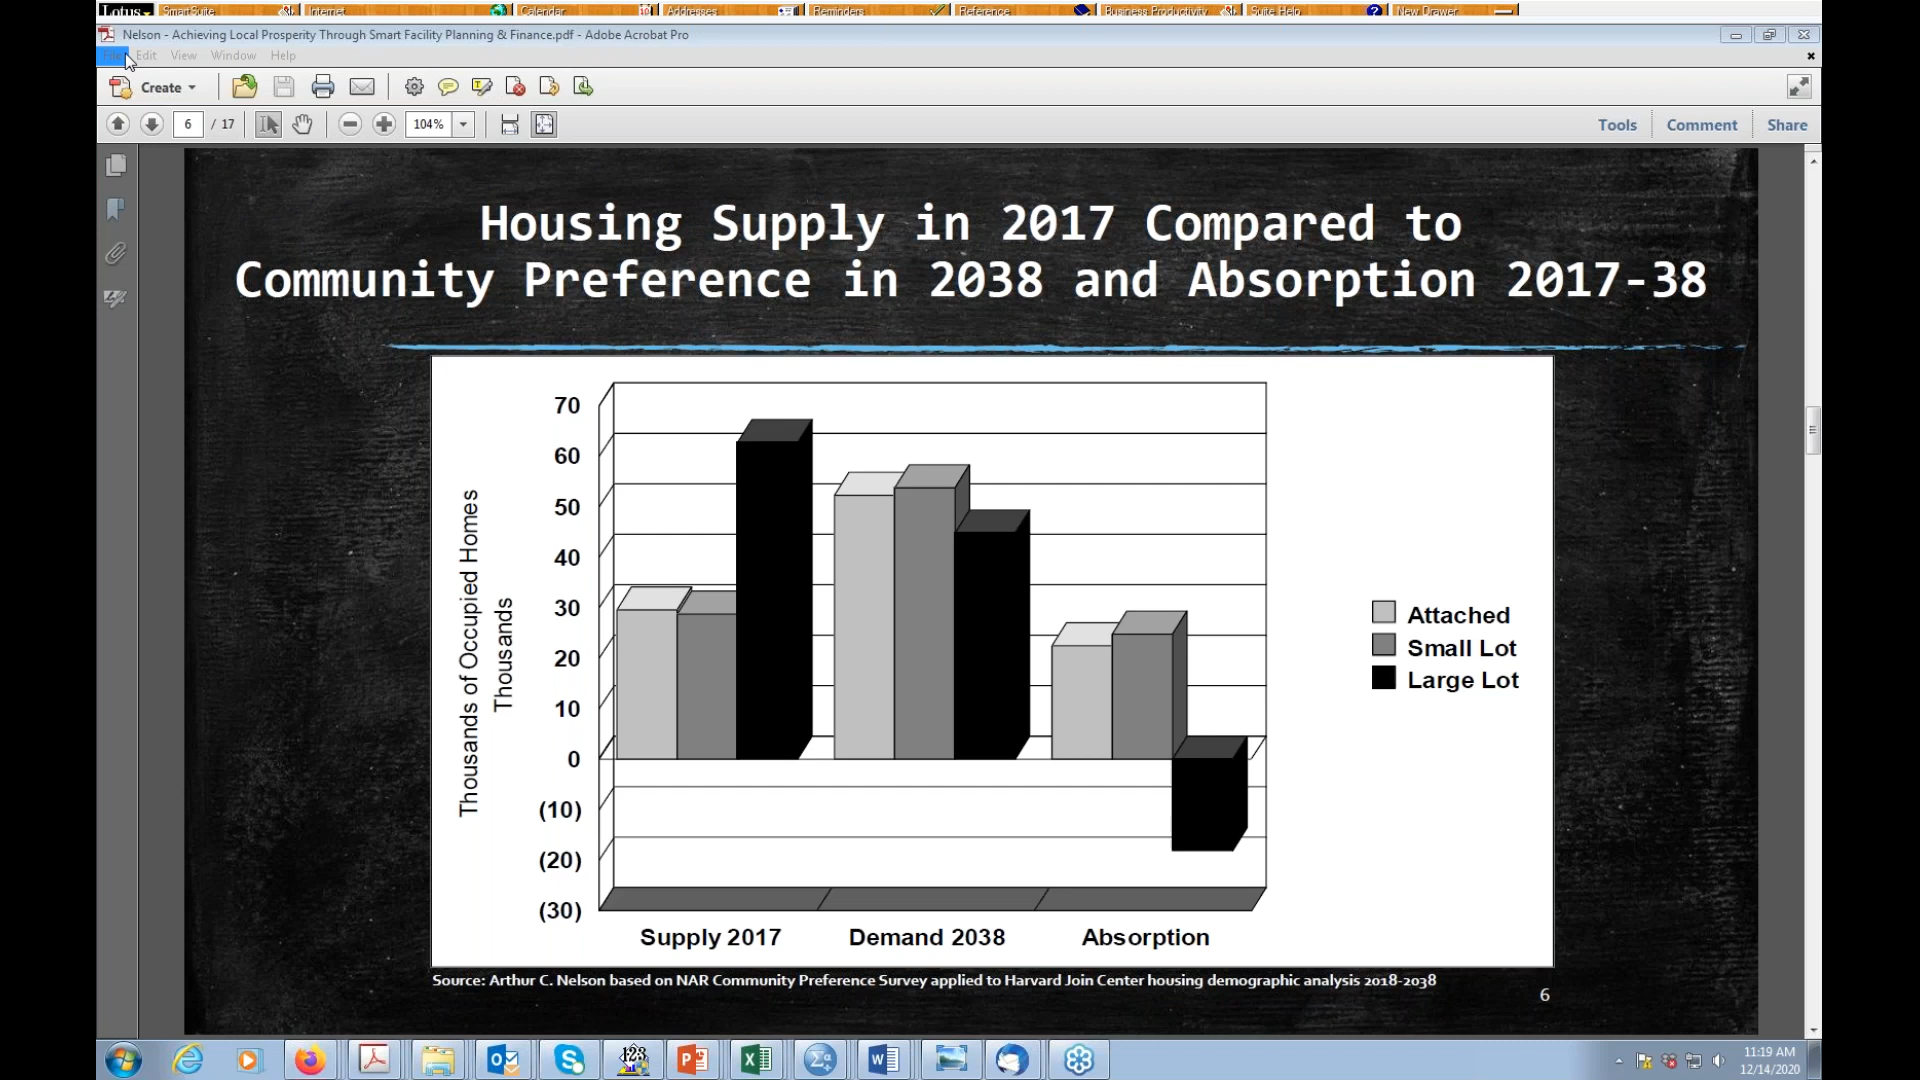 Lotus SmartSuite Internet Calendar Addresses Reminders Reference Business Productivity Suite Help New Drawer
Nelson - Achieving Local Prosperity Through Smart Facility Planning & Finance.pdf - Adobe Acrobat Pro
File Edit View Window Help
Create
6 / 17 104% Tools Comment Share
Housing Supply in 2017 Compared to
Community Preference in 2038 and Absorption 2017-38
70
60
50
40
30
20
10
0
(10)
(20)
(30)
Thousands of Occupied Homes
Thousands
Supply 2017 Demand 2038 Absorption
Attached
Small Lot
Large Lot
Source: Arthur C. Nelson based on NAR Community Preference Survey applied to Harvard Join Center housing demographic analysis 2018-2038
6
11:19 AM
12/14/2020